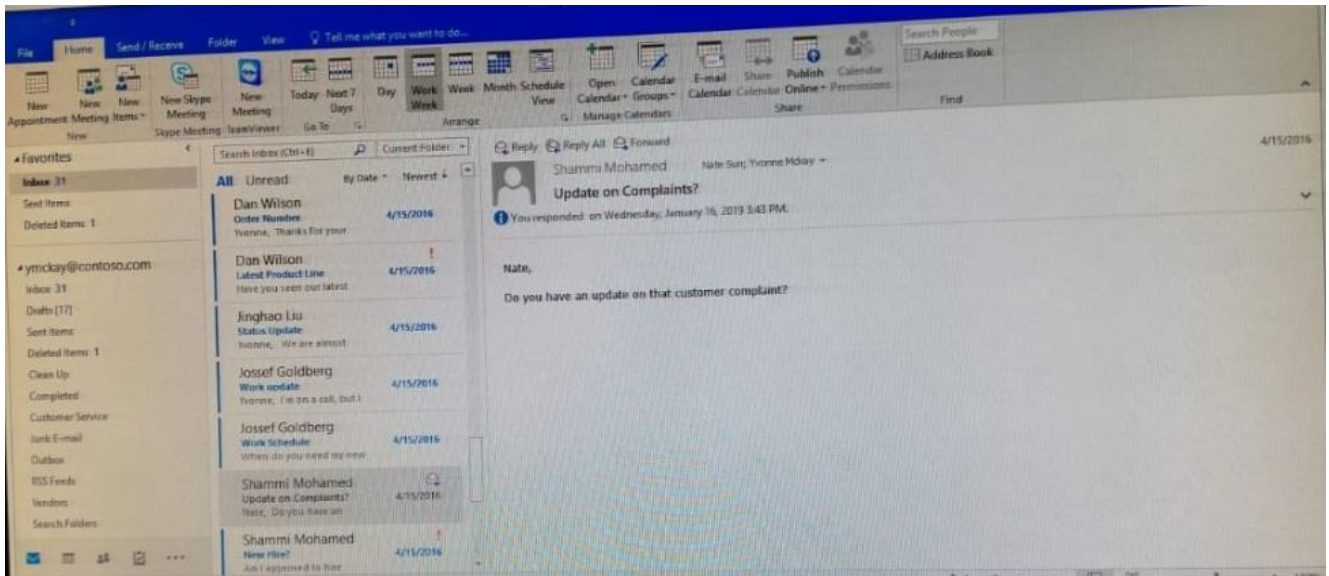 File Home Send / Receive Folder View Tell me what you want to do...
New Appointment
New Meeting
New Items
New Skype Meeting
New Meeting
Today
Next 7 Days
Day
Work Week
Week
Month
Schedule View
Open Calendar
Calendar Groups
E-mail Calendar
Share Calendar
Publish Online
Calendar Permissions
Search People
Address Book
New
Skype Meeting
TeamViewer
Go To
Arrange
Manage Calendars
Share
Find
Favorites
Inbox 31
Sent Items
Deleted Items 1
ymckay@contoso.com
Inbox 31
Drafts [17]
Sent Items
Deleted Items 1
Clean Up
Completed
Customer Service
Junk E-mail
Outbox
RSS Feeds
Vendors
Search Folders
Search Inbox (Ctrl+E) Current Folder
All Unread By Date Newest
Dan Wilson
Order Number 4/15/2016
Yvonne, Thanks for your
Dan Wilson !
Latest Product Line 4/15/2016
Have you seen our latest
Jinghao Liu
Status Update 4/15/2016
Yvonne, We are almost
Jossef Goldberg
Work update 4/15/2016
Yvonne, I'm on a call, but I
Jossef Goldberg
Work Schedule 4/15/2016
When do you need my new
Shammi Mohamed
Update on Complaints? 4/15/2016
Nate, Do you have an
Shammi Mohamed !
New Hire? 4/15/2016
Am I approved to hire
Reply Reply All Forward
4/15/2016
Shammi Mohamed Nate Sun; Yvonne Mckay
Update on Complaints?
You responded on Wednesday, January 16, 2019 3:43 PM.
Nate,
Do you have an update on that customer complaint?